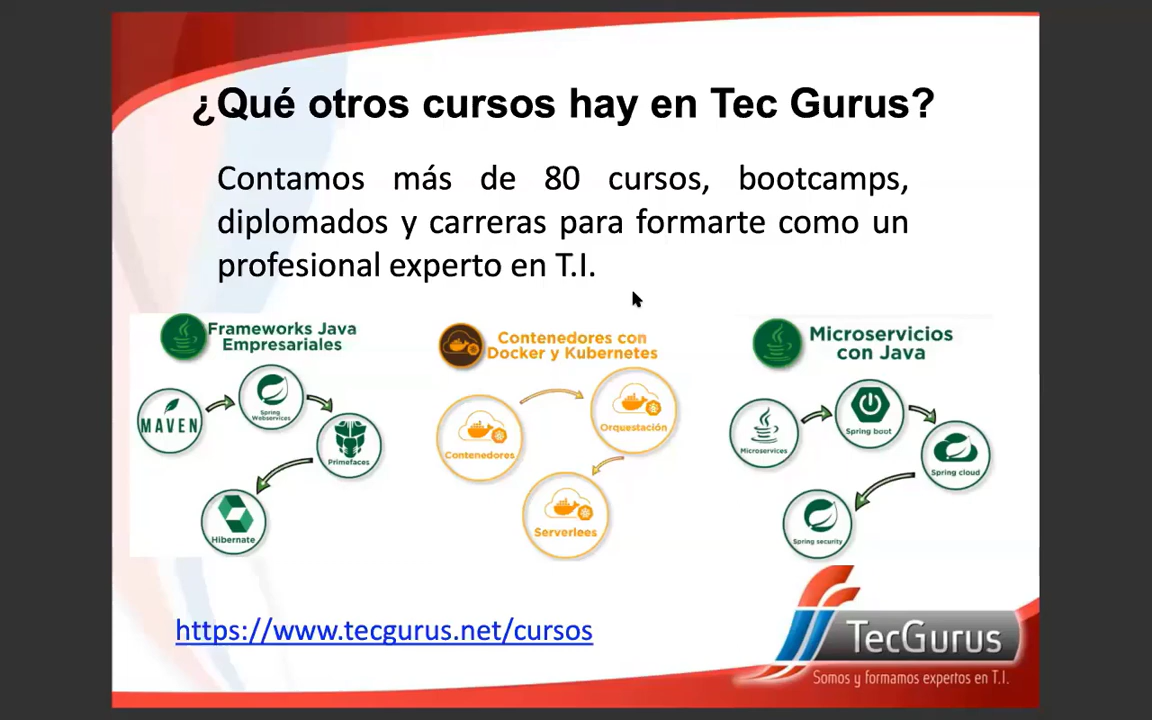 ¿Qué otros cursos hay en Tec Gurus?
Contamos más de 80 cursos, bootcamps,
diplomados y carreras para formarte como un
profesional experto en T.I.
Frameworks Java
Empresariales
MAVEN
Spring
Webservices
Primefaces
Hibernate
Contenedores con
Docker y Kubernetes
Contenedores
Orquestación
Serverlees
Microservicios
con Java
Microservices
Spring boot
Spring cloud
Spring security
https://www.tecgurus.net/cursos
TecGurus
Somos y formamos expertos en T.I.